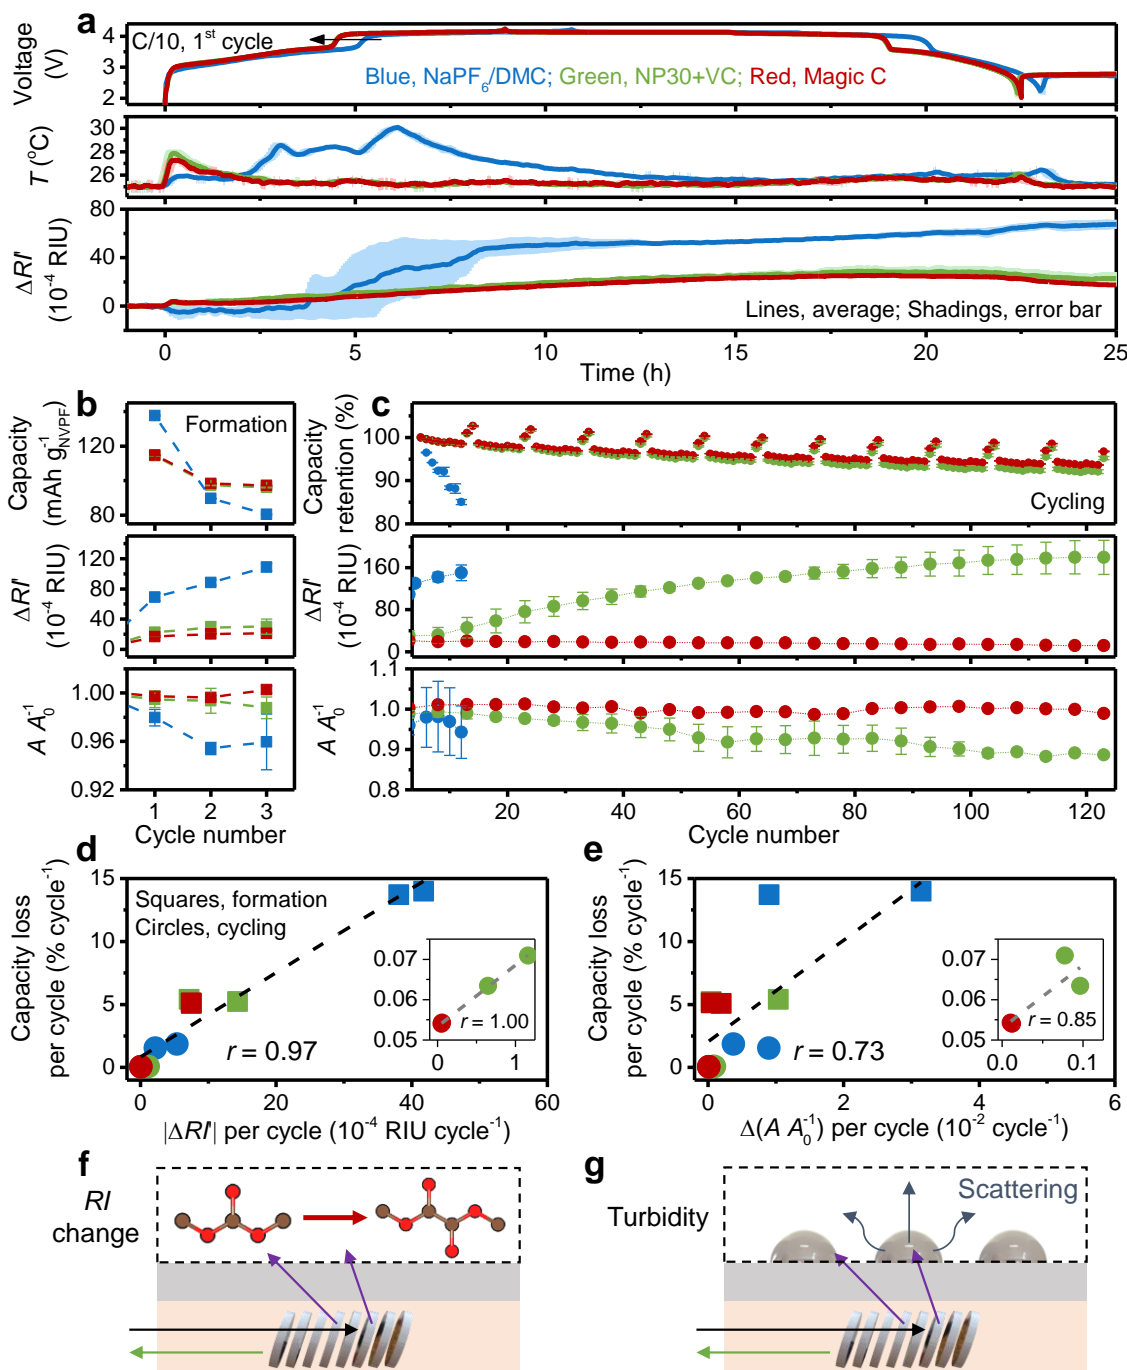 a
C/10, 1st cycle
Blue, NaPF6/DMC; Green, NP30+VC; Red, Magic C
Voltage
(V)
4
3
2
T (°C)
30
28
26
ΔRI'
(10-4 RIU)
80
40
0
Lines, average; Shadings, error bar
0 5 10 15 20 25
Time (h)
b
Formation
Capacity
(mAh g-1NVPF)
120
80
ΔRI'
(10-4 RIU)
120
80
40
0
A A0-1
1.00
0.96
0.92
1 2 3
Cycle number
c
Cycling
Capacity
retention (%)
100
90
80
ΔRI'
(10-4 RIU)
160
80
0
A A0-1
1.1
1.0
0.9
0.8
20 40 60 80 100 120
Cycle number
d
Squares, formation
Circles, cycling
Capacity loss
per cycle (% cycle-1)
15
10
5
0
r = 0.97
0.07
0.06
0.05
r = 1.00
0 1
0 20 40 60
|ΔRI'| per cycle (10-4 RIU cycle-1)
e
Capacity loss
per cycle (% cycle-1)
15
10
5
0
r = 0.73
0.07
0.06
0.05
r = 0.85
0.0 0.1
0 2 4 6
Δ(A A0-1) per cycle (10-2 cycle-1)
f
RI
change
g
Turbidity
Scattering